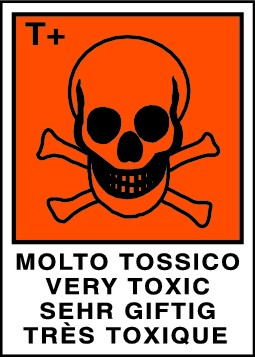 T+
MOLTO TOSSICO
VERY TOXIC
SEHR GIFTIG
TRÈS TOXIQUE